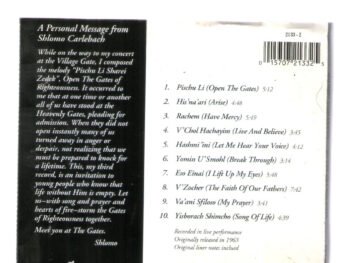 A Personal Message from
Shlomo Carlebach
While on the way to my concert
at the Village Gate, I composed
the melody "Pischu Li Sharei
Zedek", Open The Gates of
Righteousness. It occurred to
me that at one time or another
all of us have stood at the
Heavenly Gates, pleading for
admission. When they did not
open instantly many of us
turned away in anger or
despair, not realizing that we
must be prepared to knock for
a lifetime. This, my third
record, is an invitation to
young people who know that
life without Him is empty. Let
us—with song and prayer and
hearts of fire—storm the Gates
of Righteousness together.
Meet you at The Gates.
Shlomo
2133-2
0 15707 21332 5
1. Pischu Li (Open The Gates) 5:12
2. His'na'ari (Arise) 4:48
3. Rachem (Have Mercy) 5:49
4. V'Chol Hachayim (Live And Believe) 3:45
5. Hashmi'ini (Let Me Hear Your Voice) 4:12
6. Yomin U'Smohl (Break Through) 3:14
7. Eso Einai (I Lift Up My Eyes) 3:48
8. V'Zocher (The Faith Of Our Fathers) 7:42
9. Va'ani Sfiloss (My Prayer) 3:41
10. Yisborach Shimcho (Song Of Life) 4:39
Recorded in live performance
Originally released in 1963
Original liner notes included